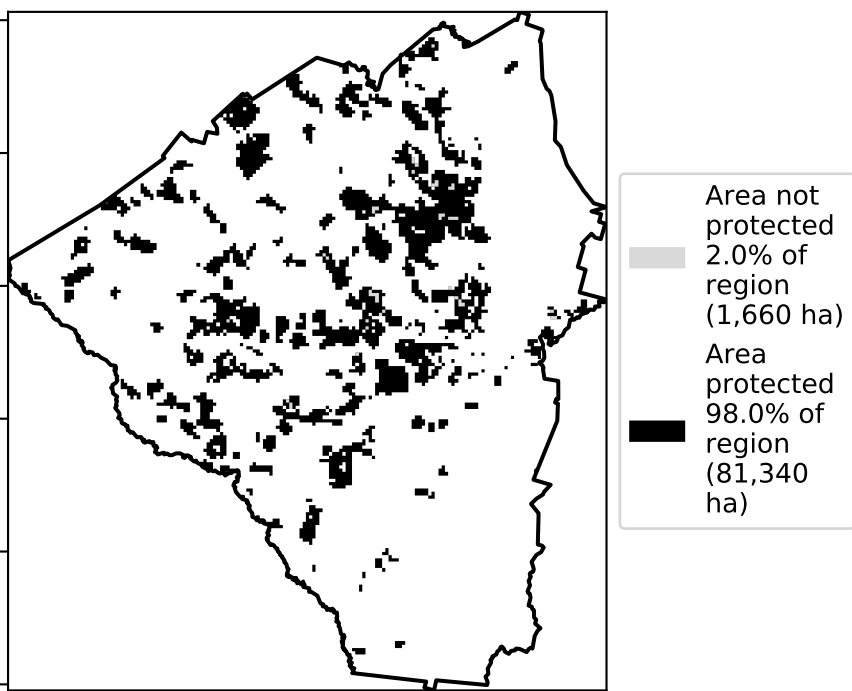 Area not
protected
2.0% of
region
(1,660 ha)
Area
protected
98.0% of
region
(81,340
ha)